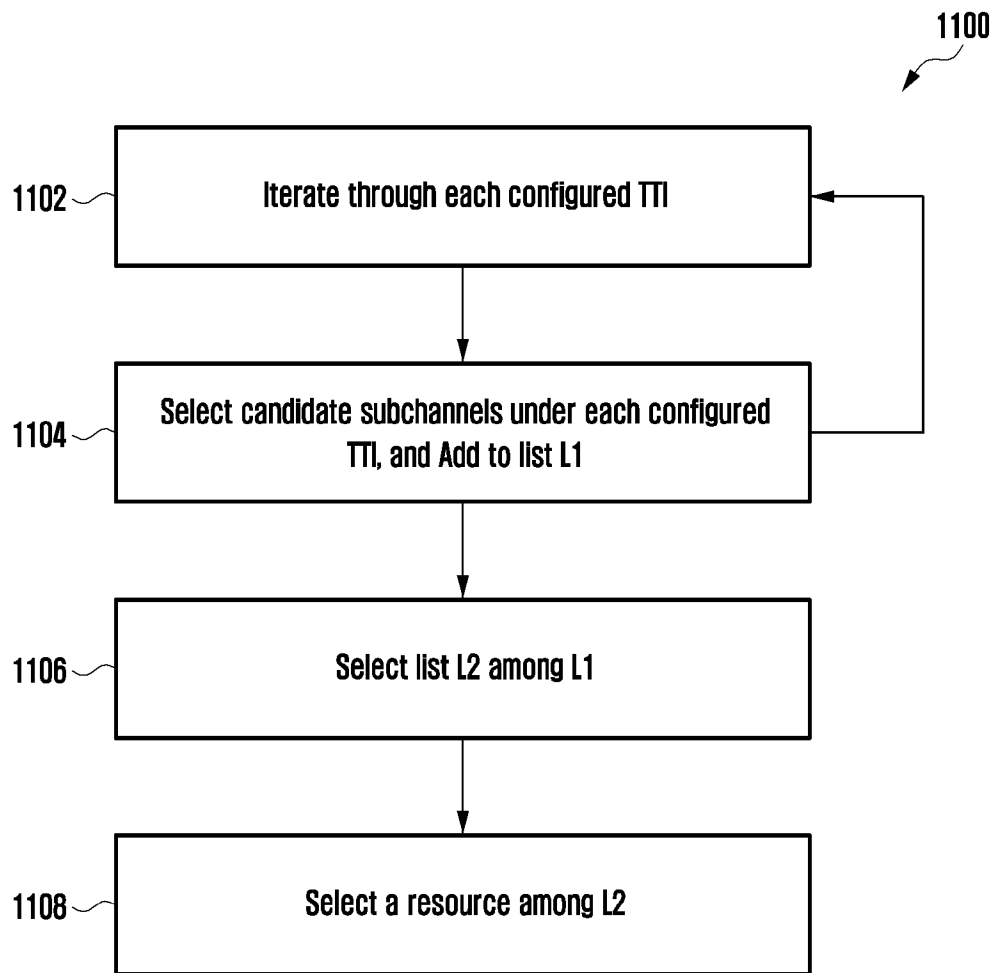 1100
1102
Iterate through each configured TTI
1104
Select candidate subchannels under each configured
TTI, and Add to list L1
1106
Select list L2 among L1
1108
Select a resource among L2